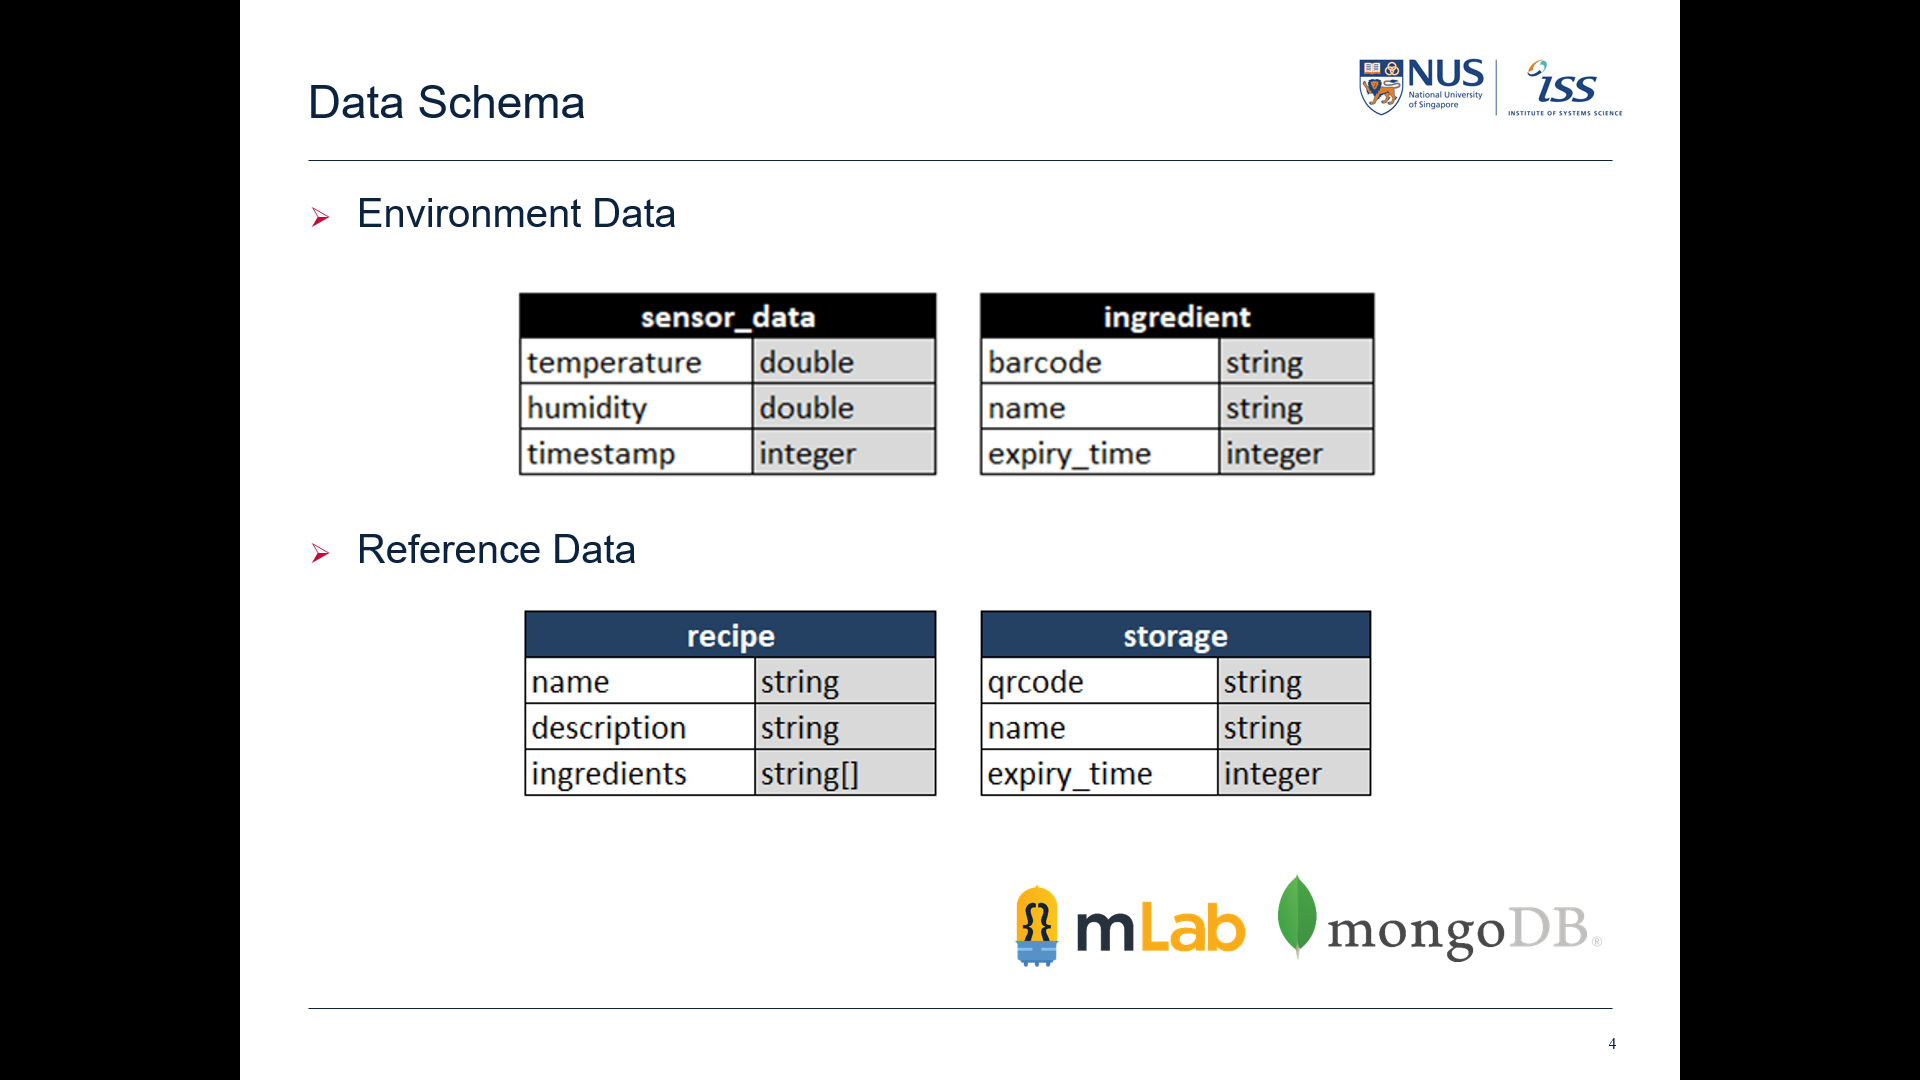 Data Schema
NUS
National University
of Singapore
ISS
INSTITUTE OF SYSTEMS SCIENCE
Environment Data
sensor_data
temperature double
humidity double
timestamp integer
ingredient
barcode string
name string
expiry_time integer
Reference Data
recipe
name string
description string
ingredients string[]
storage
qrcode string
name string
expiry_time integer
{} mLab
mongoDB®
4